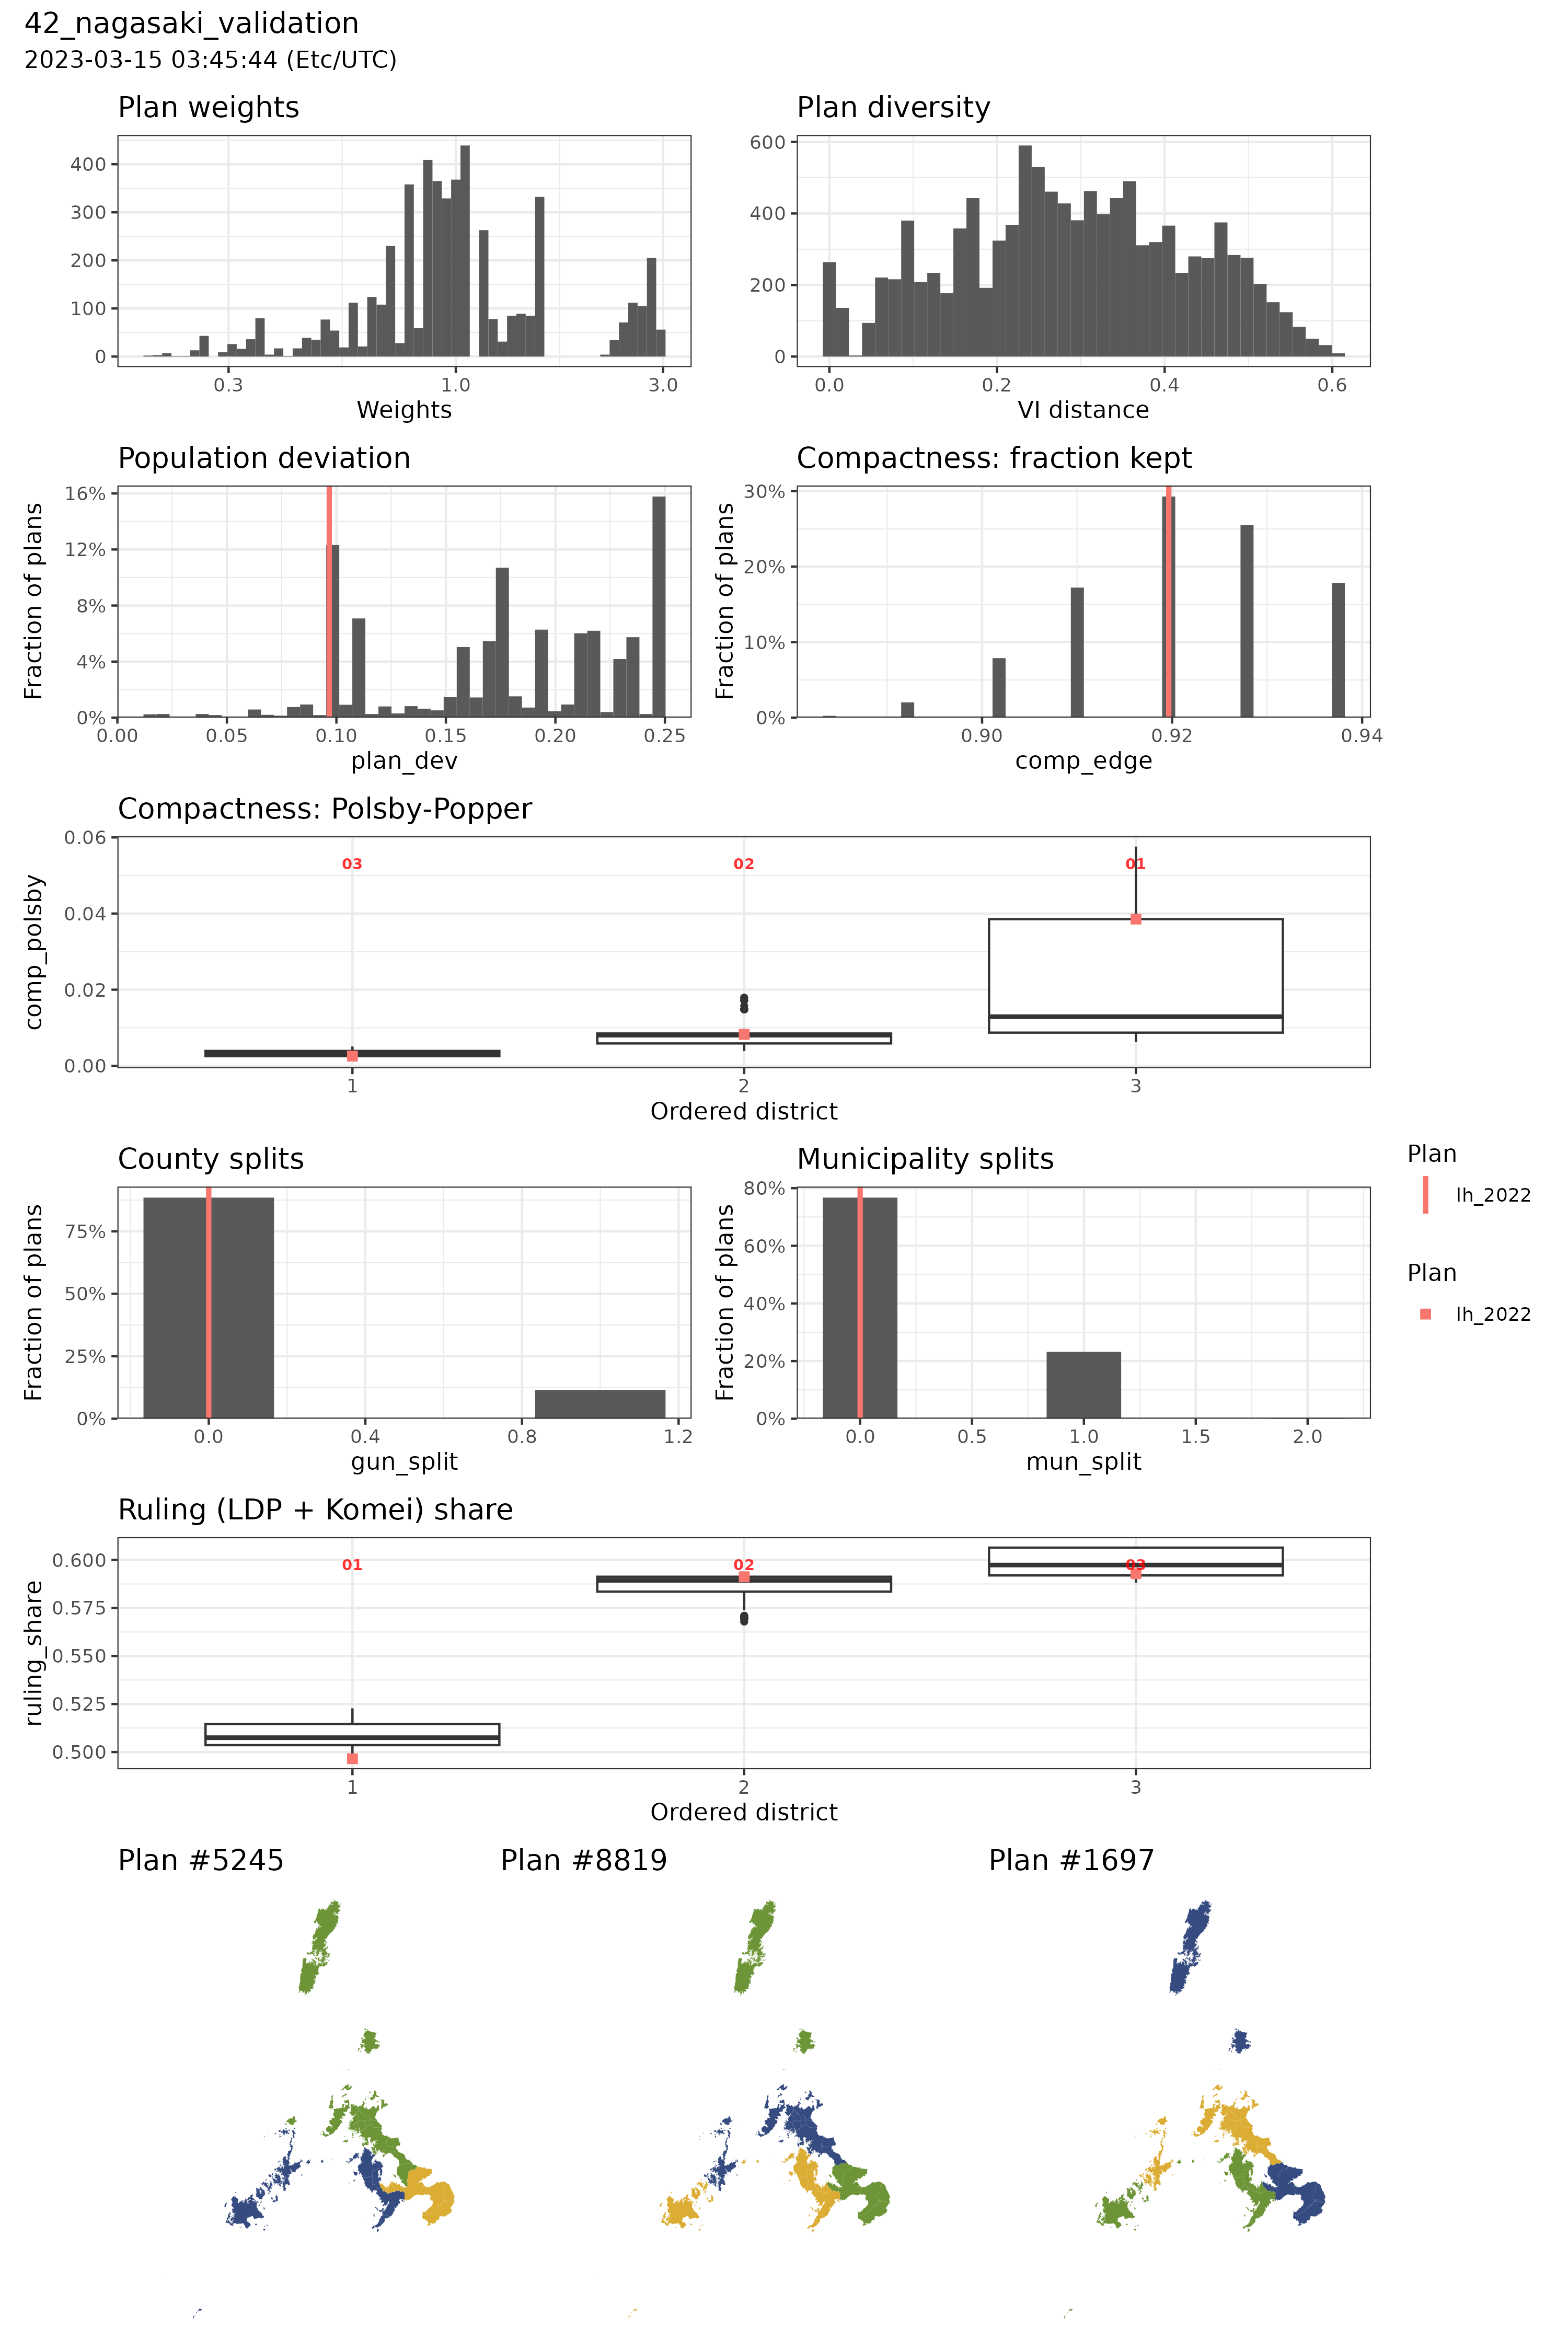 42_nagasaki_validation
2023-03-15 03:45:44 (Etc/UTC)
Plan weights
400
300
200
100
0
0.3 1.0 3.0
Weights
Plan diversity
600
400
200
0
0.0 0.2 0.4 0.6
VI distance
Population deviation
Fraction of plans
16%
12%
8%
4%
0%
0.00 0.05 0.10 0.15 0.20 0.25
plan_dev
Compactness: fraction kept
Fraction of plans
30%
20%
10%
0%
0.90 0.92 0.94
comp_edge
Compactness: Polsby-Popper
comp_polsby
0.06
0.04
0.02
0.00
03 02 01
1 2 3
Ordered district
County splits
Fraction of plans
75%
50%
25%
0%
0.0 0.4 0.8 1.2
gun_split
Municipality splits
Fraction of plans
80%
60%
40%
20%
0%
0.0 0.5 1.0 1.5 2.0
mun_split
Plan
lh_2022
Plan
lh_2022
Ruling (LDP + Komei) share
ruling_share
0.600
0.575
0.550
0.525
0.500
01 02 03
1 2 3
Ordered district
Plan #5245
Plan #8819
Plan #1697